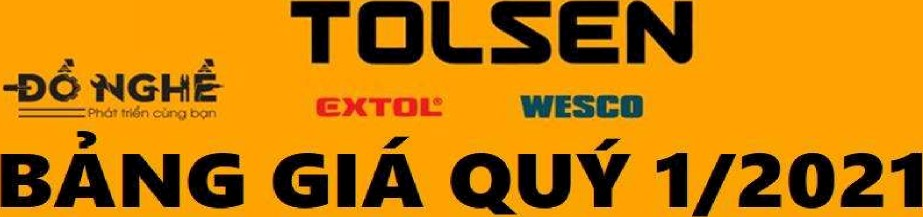 TOLSEN
ĐỒ NGHỀ
Phát triển cùng bạn
EXTOL®
WESCO
BẢNG GIÁ QUÝ 1/2021